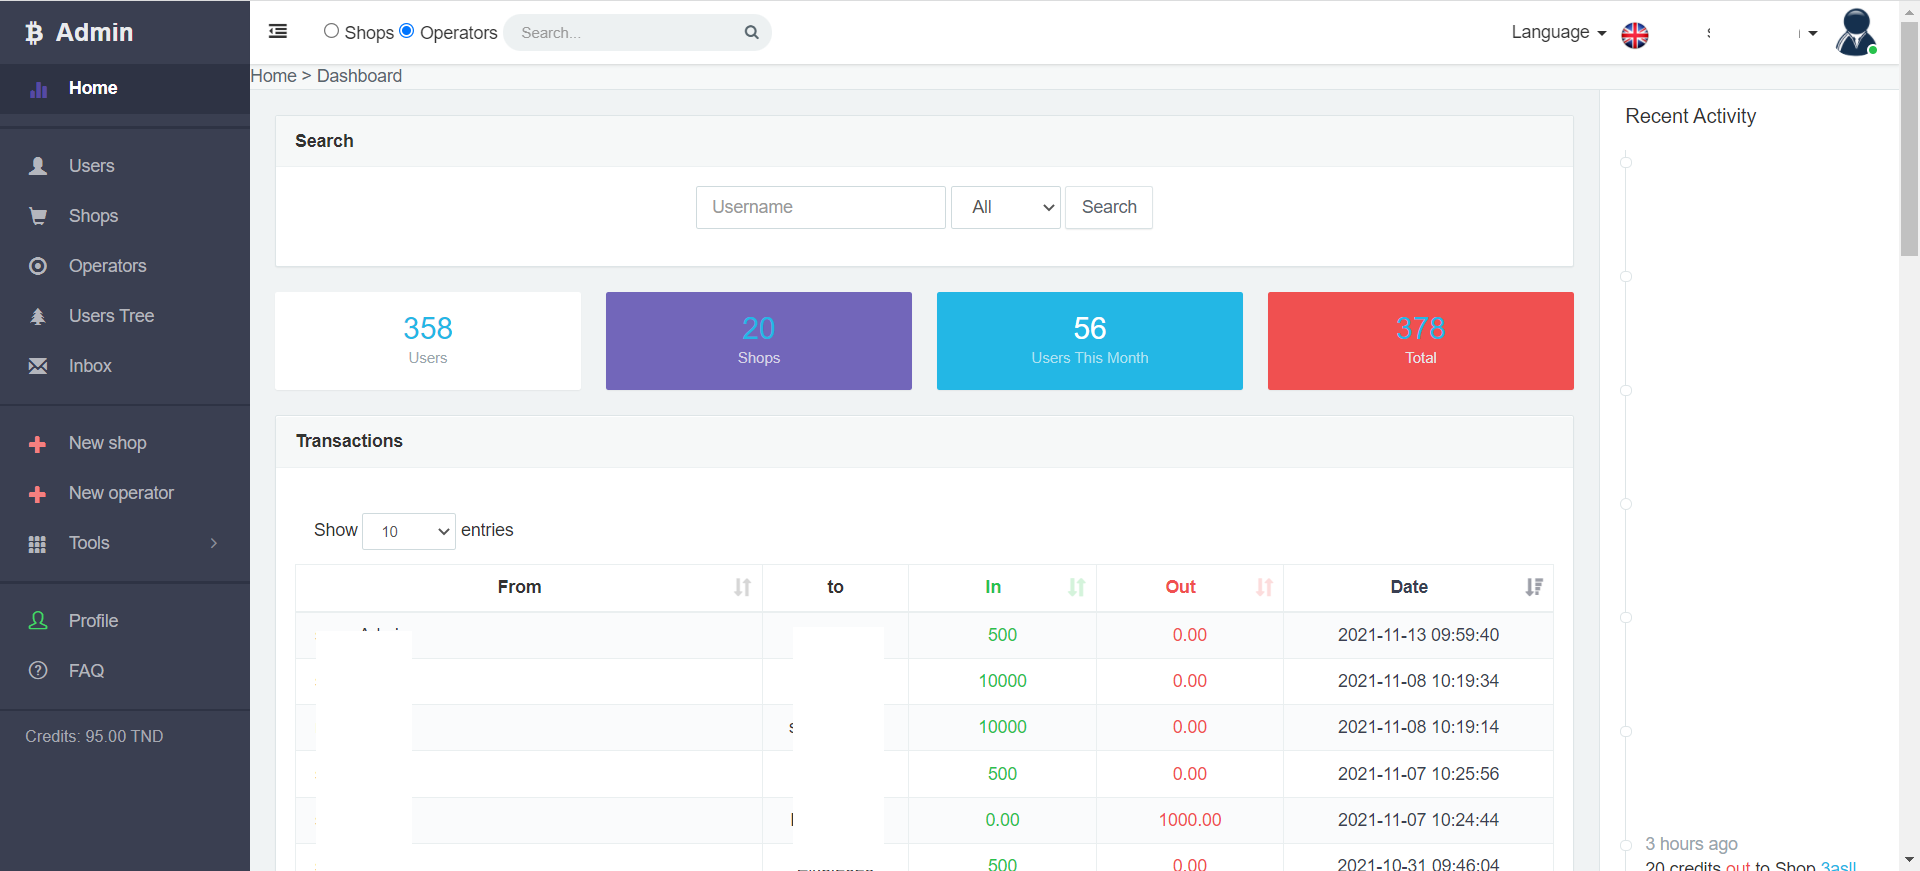 Admin
Home
Users
Shops
Operators
Users Tree
Inbox
New shop
New operator
Tools
Profile
FAQ
Credits: 95.00 TND
Shops Operators Search...
Language
Home > Dashboard
Search
Username All Search
358
Users
20
Shops
56
Users This Month
378
Total
Transactions
Show 10 entries
From to In Out Date
500 0.00 2021-11-13 09:59:40
10000 0.00 2021-11-08 10:19:34
10000 0.00 2021-11-08 10:19:14
500 0.00 2021-11-07 10:25:56
0.00 1000.00 2021-11-07 10:24:44
500 0.00 2021-10-31 09:46:04
Recent Activity
3 hours ago
20 credits out to Shop